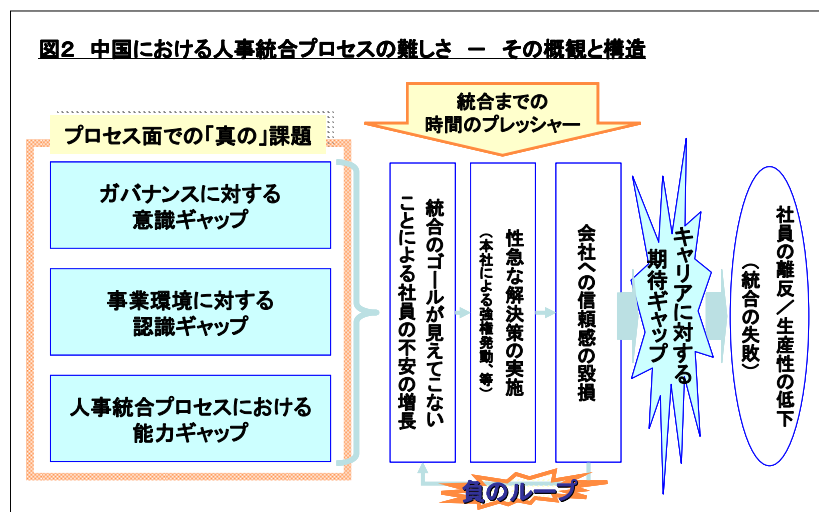 図2 中国における人事統合プロセスの難しさ － その概観と構造
統合までの
時間のプレッシャー
プロセス面での「真の」課題
ガバナンスに対する
意識ギャップ
事業環境に対する
認識ギャップ
人事統合プロセスにおける
能力ギャップ
統合のゴールが見えてこない
ことによる社員の不安の増長
性急な解決策の実施
（本社による強権発動、等）
会社への信頼感の毀損
キャリアに対する
期待ギャップ
社員の離反／生産性の低下
（統合の失敗）
負のループ